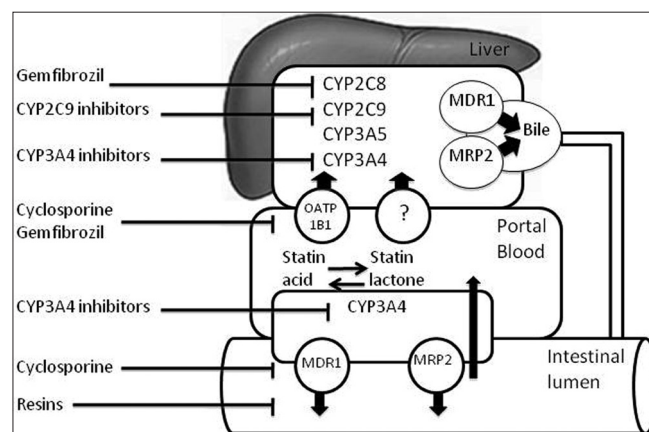 Liver
Gemfibrozil
CYP2C8
CYP2C9 inhibitors
CYP2C9
CYP3A5
CYP3A4 inhibitors
CYP3A4
MDR1
MRP2
Bile
Cyclosporine
Gemfibrozil
OATP
1B1
?
Portal
Blood
Statin
acid
Statin
lactone
CYP3A4 inhibitors
CYP3A4
Cyclosporine
MDR1
MRP2
Intestinal
lumen
Resins